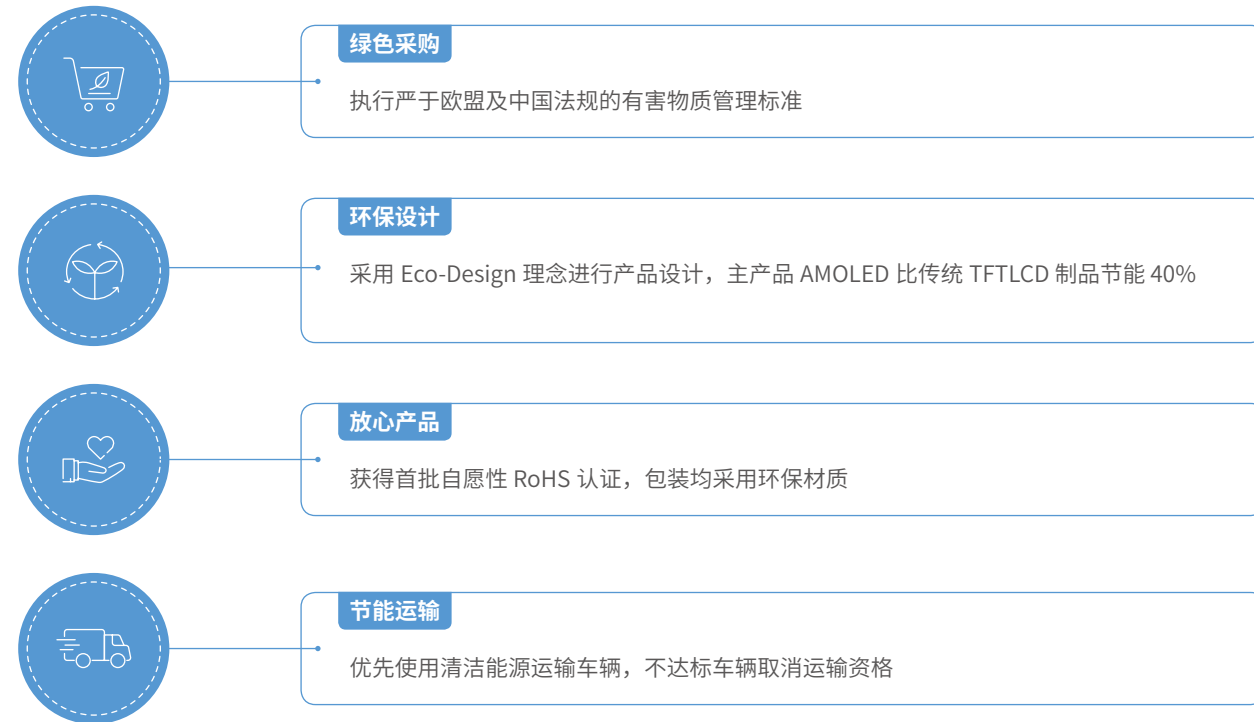 绿色采购
执行严于欧盟及中国法规的有害物质管理标准
环保设计
采用 Eco-Design 理念进行产品设计，主产品 AMOLED 比传统 TFTLCD 制品节能 40%
放心产品
获得首批自愿性 RoHS 认证，包装均采用环保材质
节能运输
优先使用清洁能源运输车辆，不达标车辆取消运输资格